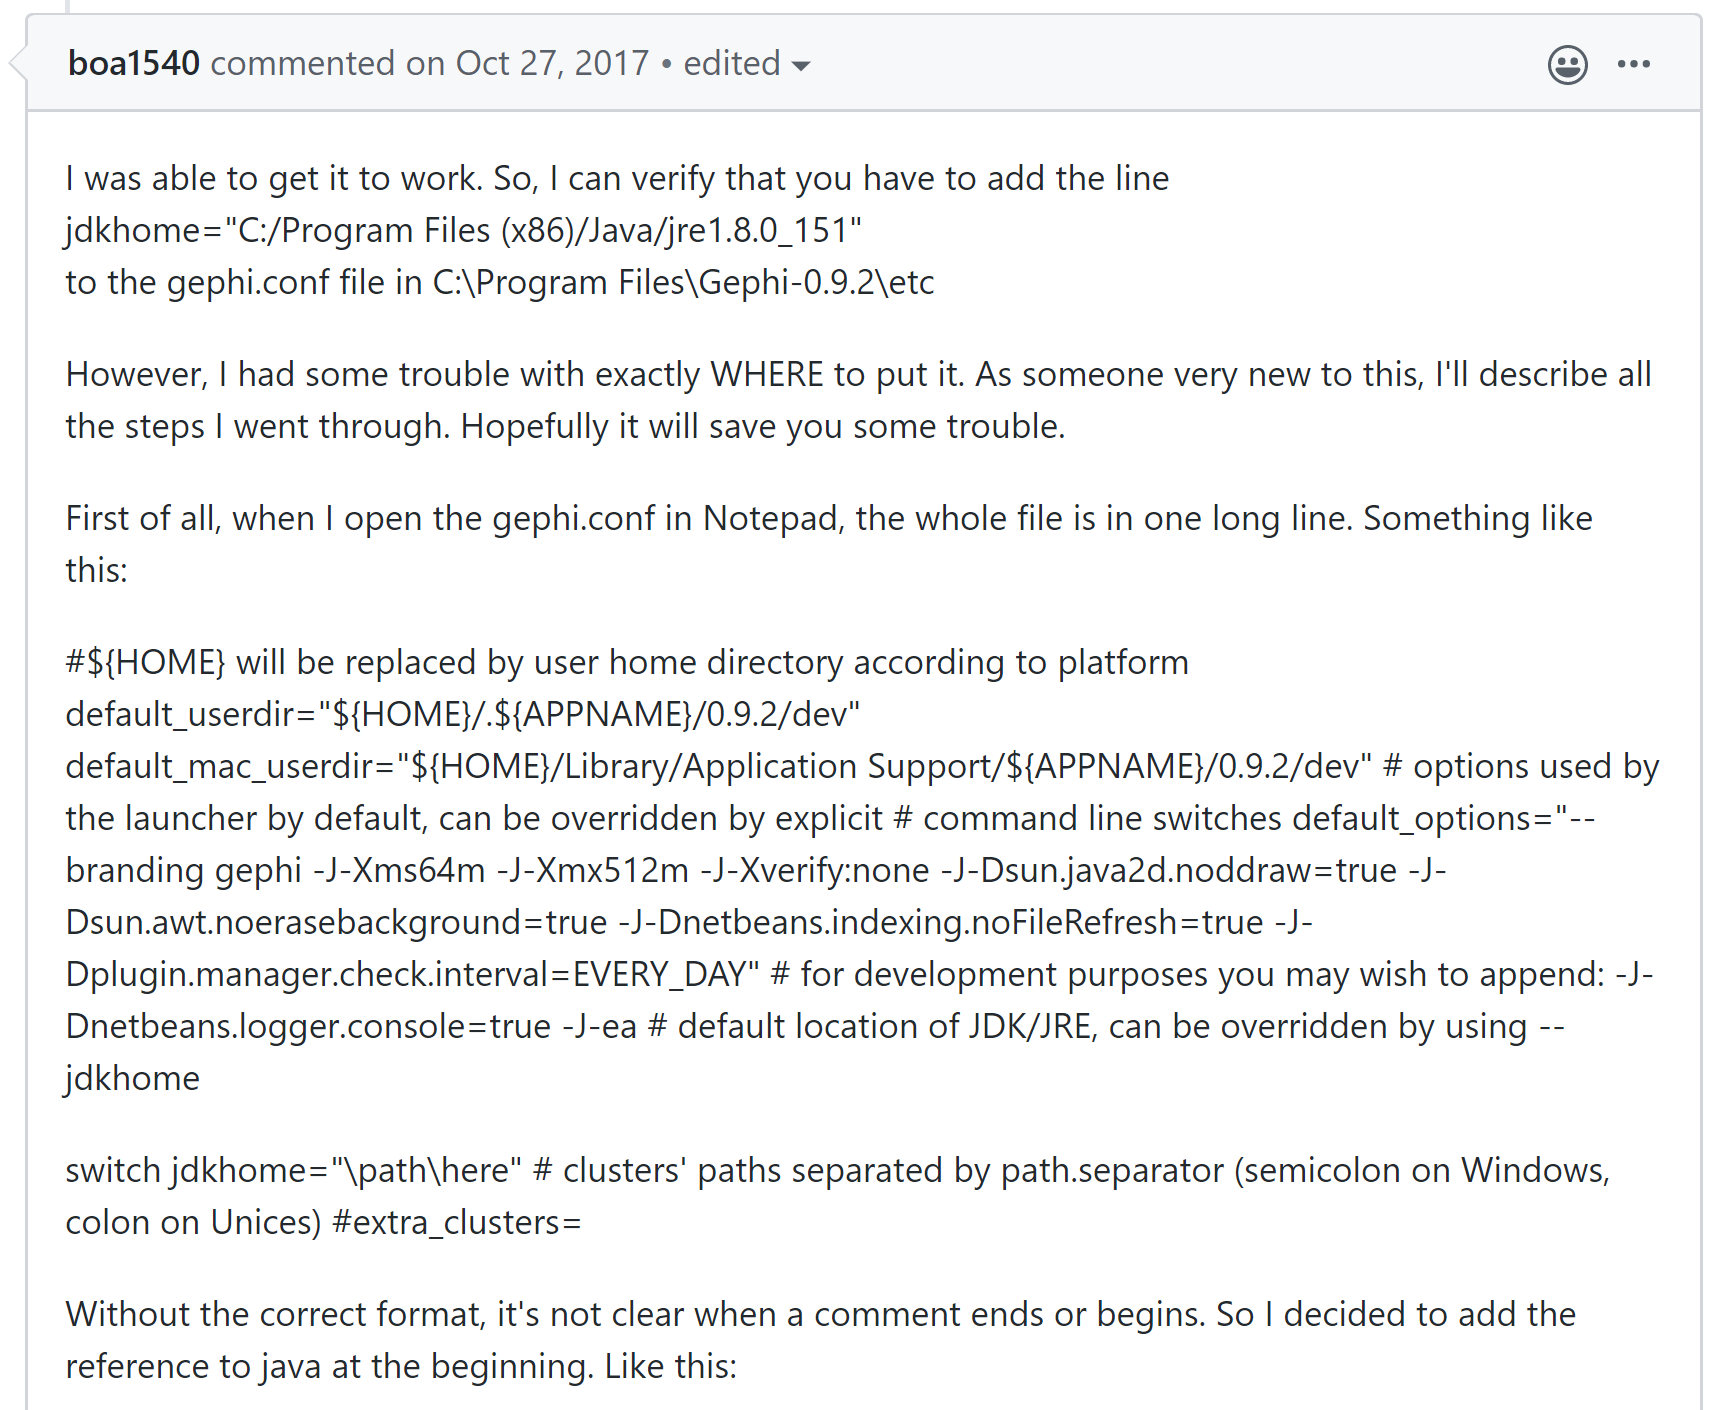 boa1540 commented on Oct 27, 2017 • edited
I was able to get it to work. So, I can verify that you have to add the line
jdkhome="C:/Program Files (x86)/Java/jre1.8.0_151"
to the gephi.conf file in C:\Program Files\Gephi-0.9.2\etc
However, I had some trouble with exactly WHERE to put it. As someone very new to this, I'll describe all
the steps I went through. Hopefully it will save you some trouble.
First of all, when I open the gephi.conf in Notepad, the whole file is in one long line. Something like
this:
#${HOME} will be replaced by user home directory according to platform
default_userdir="${HOME}/.${APPNAME}/0.9.2/dev"
default_mac_userdir="${HOME}/Library/Application Support/${APPNAME}/0.9.2/dev" # options used by
the launcher by default, can be overridden by explicit # command line switches default_options="--
branding gephi -J-Xms64m -J-Xmx512m -J-Xverify:none -J-Dsun.java2d.noddraw=true -J-
Dsun.awt.noerasebackground=true -J-Dnetbeans.indexing.noFileRefresh=true -J-
Dplugin.manager.check.interval=EVERY_DAY" # for development purposes you may wish to append: -J-
Dnetbeans.logger.console=true -J-ea # default location of JDK/JRE, can be overridden by using --
jdkhome
switch jdkhome="\path\here" # clusters' paths separated by path.separator (semicolon on Windows,
colon on Unices) #extra_clusters=
Without the correct format, it's not clear when a comment ends or begins. So I decided to add the
reference to java at the beginning. Like this: